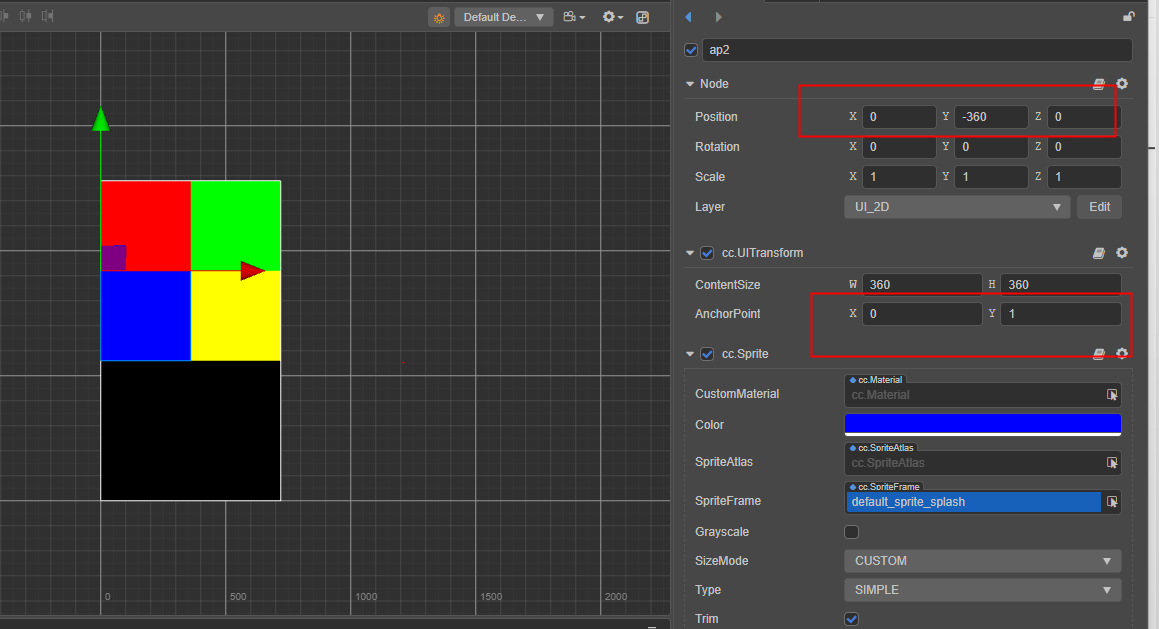 Default De...
ap2
Node
Position X 0 Y -360 Z 0
Rotation X 0 Y 0 Z 0
Scale X 1 Y 1 Z 1
Layer UI_2D Edit
cc.UITransform
ContentSize W 360 H 360
AnchorPoint X 0 Y 1
cc.Sprite
cc.Material
CustomMaterial cc.Material
Color
cc.SpriteAtlas
SpriteAtlas cc.SpriteAtlas
cc.SpriteFrame
SpriteFrame default_sprite_splash
Grayscale
SizeMode CUSTOM
Type SIMPLE
Trim
0 500 1000 1500 2000